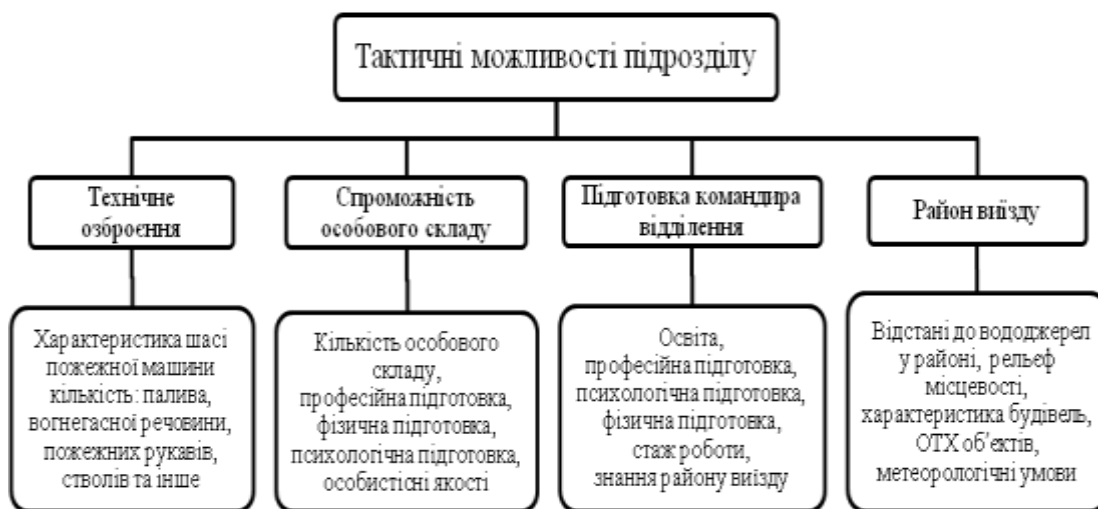 Тактичні можливості підрозділу
Технічне
озброєння
Спроможність
особового складу
Підготовка командира
відділення
Район виїзду
Характеристика шасі
пожежної машини
кількість: палива,
вогнегасної речовини,
пожежних рукавів,
стволів та інше
Кількість особового
складу,
професійна підготовка,
фізична підготовка,
психологічна підготовка,
особистісні якості
Освіта,
професійна підготовка,
психологічна підготовка,
фізична підготовка,
стаж роботи,
знання району виїзду
Відстані до вододжерел
у районі, рельєф
місцевості,
характеристика будівель,
ОТХ об'єктів,
метеорологічні умови